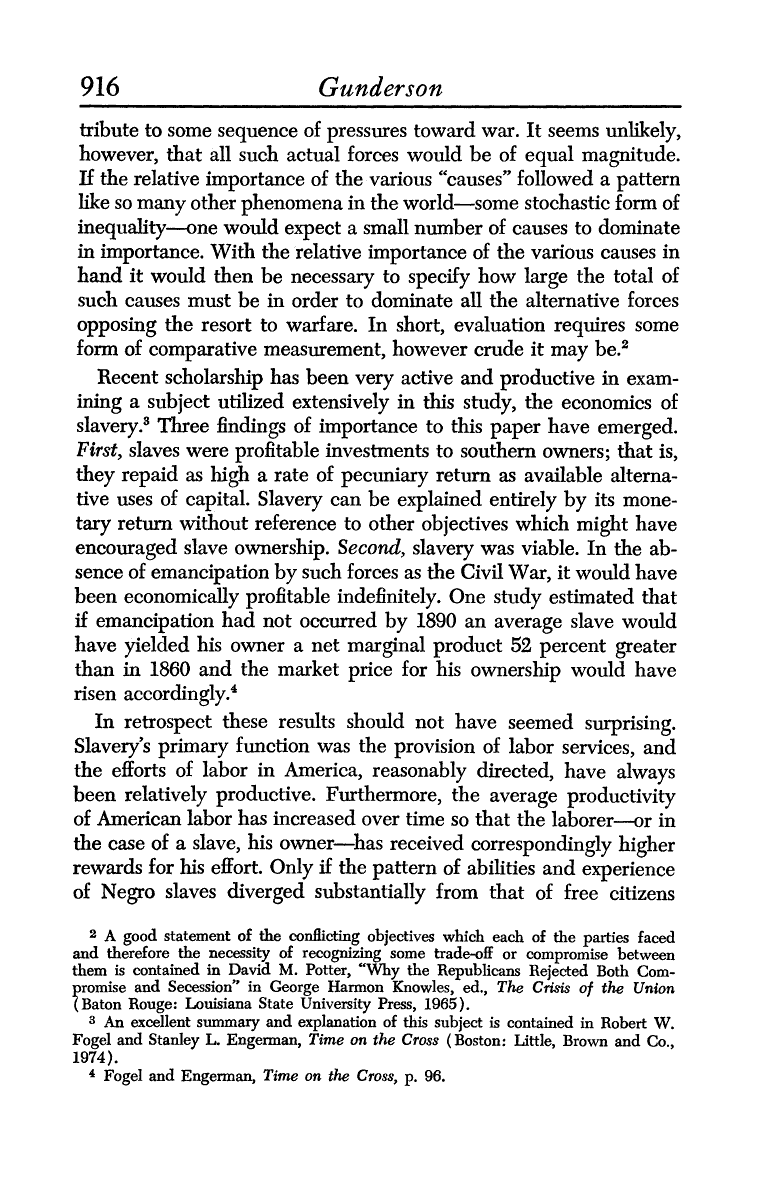 916 Gunderson
tribute to some sequence of pressures toward war. It seems unlikely,
however, that all such actual forces would be of equal magnitude.
If the relative importance of the various “causes” followed a pattern
like so many other phenomena in the world—some stochastic form of
inequality—one would expect a small number of causes to dominate
in importance. With the relative importance of the various causes in
hand it would then be necessary to specify how large the total of
such causes must be in order to dominate all the alternative forces
opposing the resort to warfare. In short, evaluation requires some
form of comparative measurement, however crude it may be.²
Recent scholarship has been very active and productive in exam-
ining a subject utilized extensively in this study, the economics of
slavery.³ Three findings of importance to this paper have emerged.
First, slaves were profitable investments to southern owners; that is,
they repaid as high a rate of pecuniary return as available alterna-
tive uses of capital. Slavery can be explained entirely by its mone-
tary return without reference to other objectives which might have
encouraged slave ownership. Second, slavery was viable. In the ab-
sence of emancipation by such forces as the Civil War, it would have
been economically profitable indefinitely. One study estimated that
if emancipation had not occurred by 1890 an average slave would
have yielded his owner a net marginal product 52 percent greater
than in 1860 and the market price for his ownership would have
risen accordingly.⁴
In retrospect these results should not have seemed surprising.
Slavery’s primary function was the provision of labor services, and
the efforts of labor in America, reasonably directed, have always
been relatively productive. Furthermore, the average productivity
of American labor has increased over time so that the laborer—or in
the case of a slave, his owner—has received correspondingly higher
rewards for his effort. Only if the pattern of abilities and experience
of Negro slaves diverged substantially from that of free citizens
² A good statement of the conflicting objectives which each of the parties faced
and therefore the necessity of recognizing some trade-off or compromise between
them is contained in David M. Potter, “Why the Republicans Rejected Both Com-
promise and Secession” in George Harmon Knowles, ed., The Crisis of the Union
(Baton Rouge: Louisiana State University Press, 1965).
³ An excellent summary and explanation of this subject is contained in Robert W.
Fogel and Stanley L. Engerman, Time on the Cross (Boston: Little, Brown and Co.,
1974).
⁴ Fogel and Engerman, Time on the Cross, p. 96.